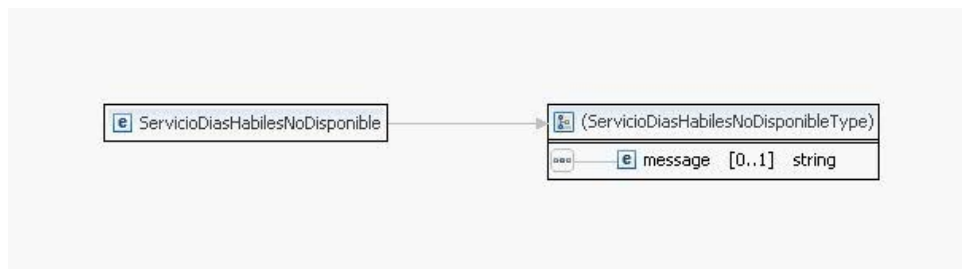 e ServicioDiasHabilesNoDisponible
(ServicioDiasHabilesNoDisponibleType)
e message [0..1] string